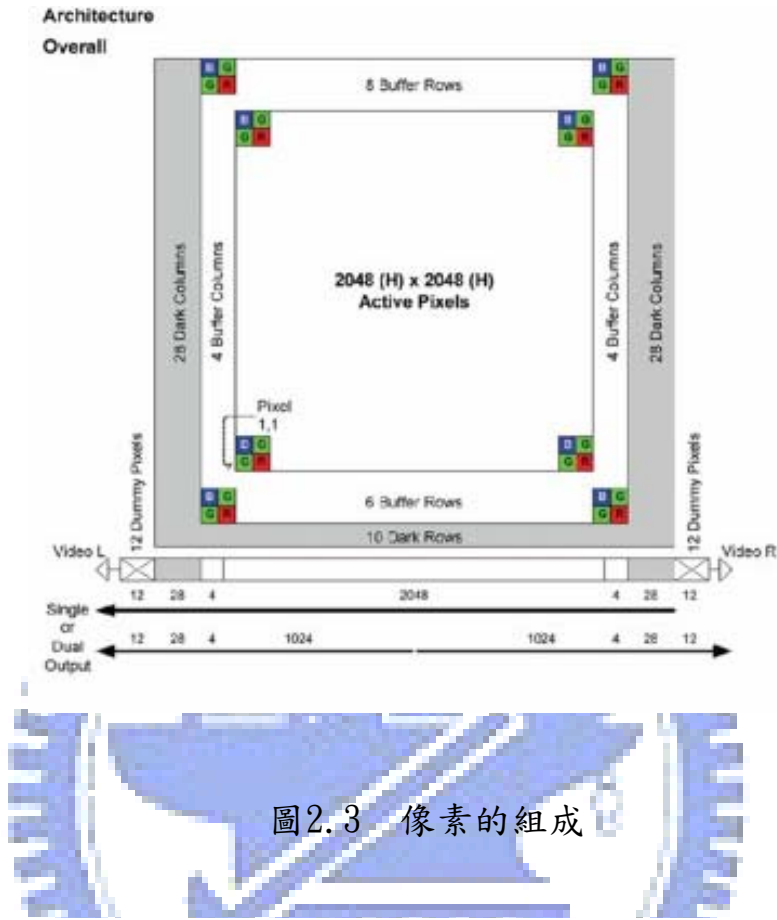 Architecture
Overall
B G
G R
8 Buffer Rows
B G
G R
B G
G R
B G
G R
28 Dark Columns
4 Buffer Columns
2048 (H) x 2048 (H)
Active Pixels
4 Buffer Columns
28 Dark Columns
Pixel
1,1
B G
G R
B G
G R
12 Dummy Pixels
B G
G R
6 Buffer Rows
B G
G R
12 Dummy Pixels
10 Dark Rows
Video L
Video R
12 28 4 2048 4 28 12
Single
or
Dual
Output
12 28 4 1024 1024 4 28 12
圖2.3 像素的組成